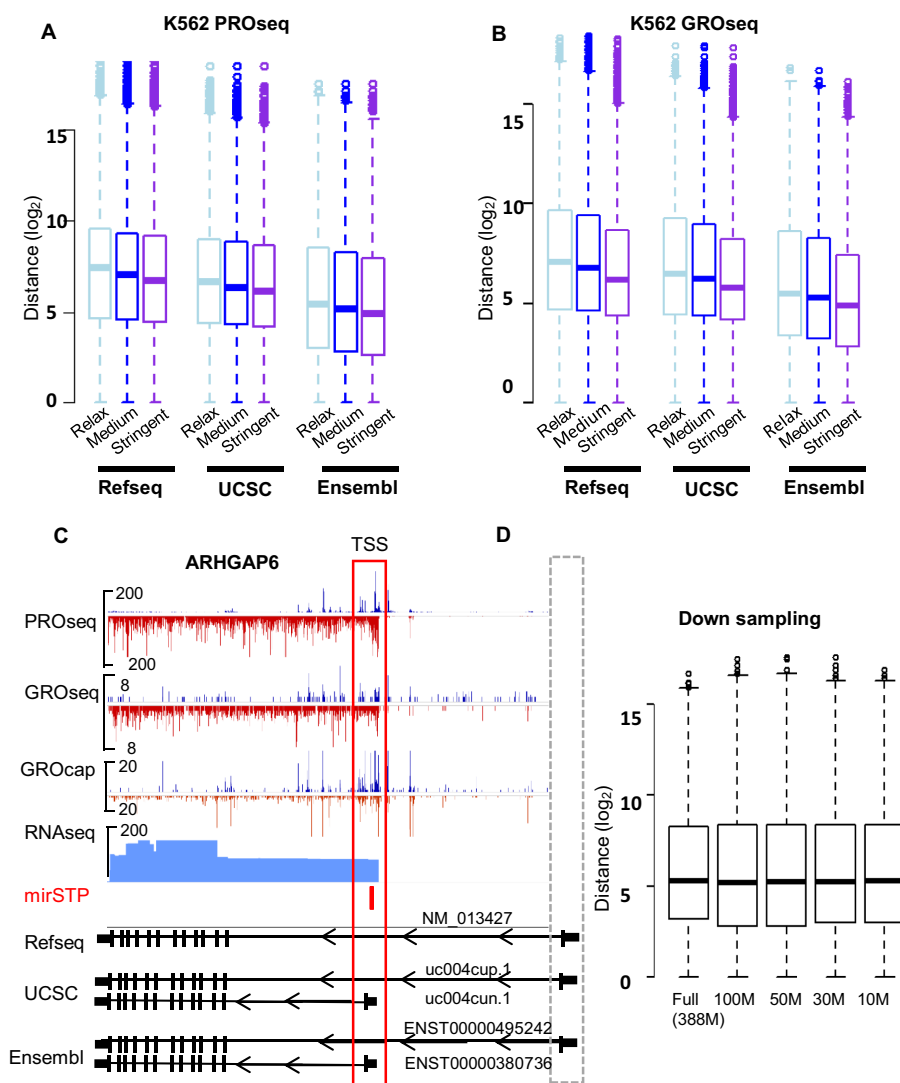 A
K562 PROseq
Distance (log2)
15
10
5
0
Relax
Medium
Stringent
Relax
Medium
Stringent
Relax
Medium
Stringent
Refseq
UCSC
Ensembl
B
K562 GROseq
Distance (log2)
15
10
5
0
Relax
Medium
Stringent
Relax
Medium
Stringent
Relax
Medium
Stringent
Refseq
UCSC
Ensembl
C
ARHGAP6
TSS
PROseq
200
200
GROseq
8
8
GROcap
20
20
RNAseq
200
mirSTP
Refseq
NM_013427
UCSC
uc004cup.1
uc004cun.1
Ensembl
ENST00000495242
ENST00000380736
D
Down sampling
Distance (log2)
15
10
5
0
Full 100M 50M 30M 10M
(388M)